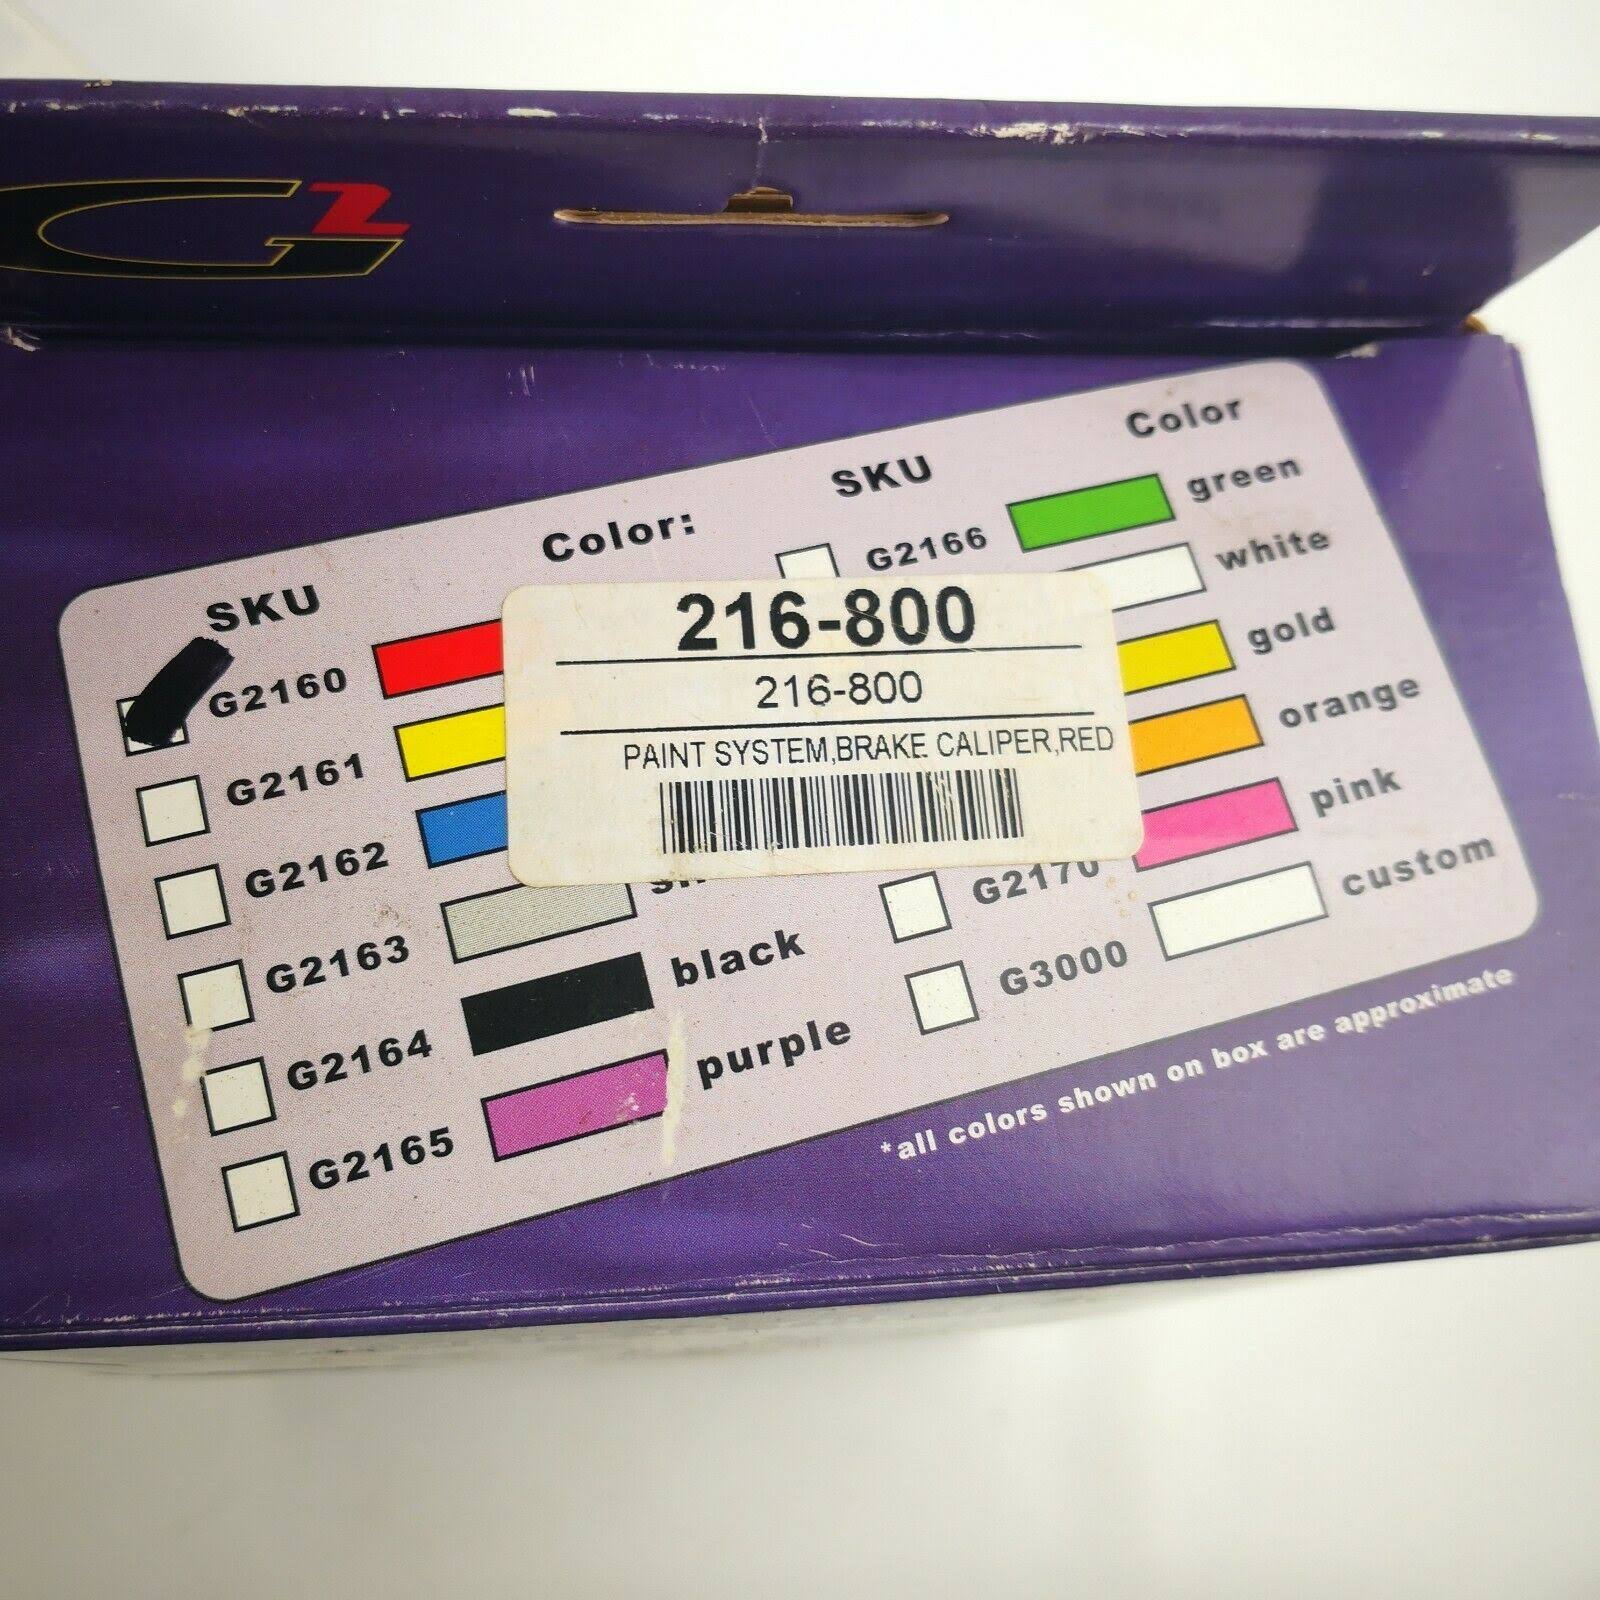 G2
SKU Color:
G2160
G2161
G2162
G2163
G2164 black
G2165 purple
SKU Color
G2166 green
white
gold
orange
G2170 pink
G3000 custom
216-800
216-800
PAINT SYSTEM,BRAKE CALIPER,RED
*all colors shown on box are approximate